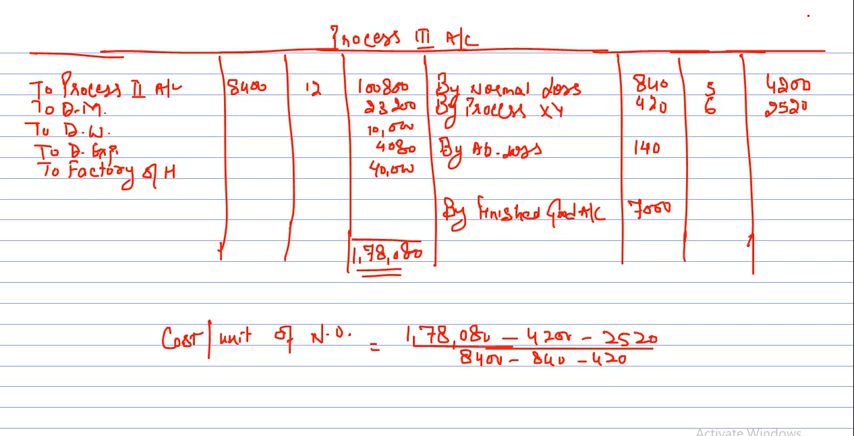 Process III A/C
To Process II A/c 8400 12 100800 By Normal Loss 840 5 4200
To D.M. 23200 By Process XY 420 6 2520
To D.W. 10,000
To D. Exp. 4080 By Ab. Loss 140
To Factory of H 40,000
By Finished Good A/C 7000
1,78,080
Cost/unit of N.O. = 1,78,080 - 4200 - 2520
8400 - 840 - 420
Activate Windows